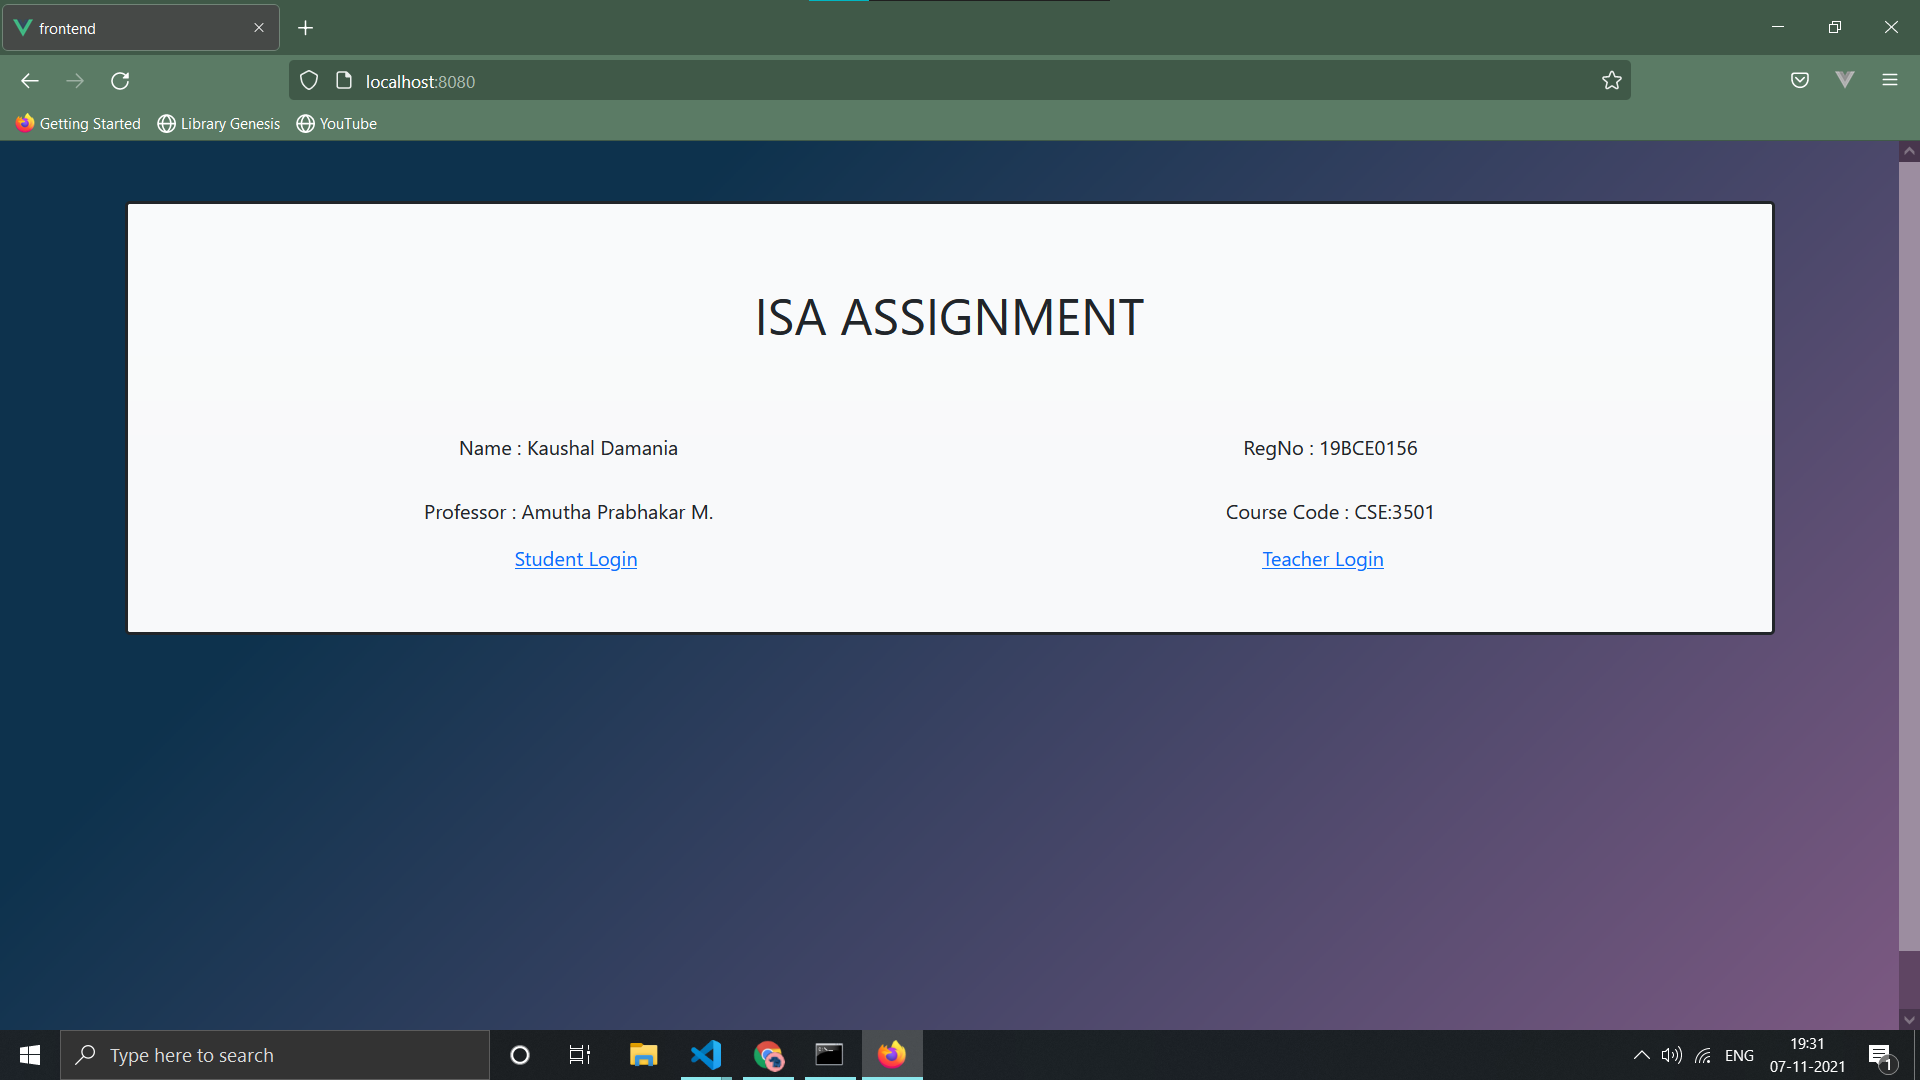 frontend
localhost:8080
Getting Started Library Genesis YouTube
ISA ASSIGNMENT
Name : Kaushal Damania RegNo : 19BCE0156
Professor : Amutha Prabhakar M. Course Code : CSE:3501
Student Login Teacher Login
Type here to search
ENG
19:31
07-11-2021
1